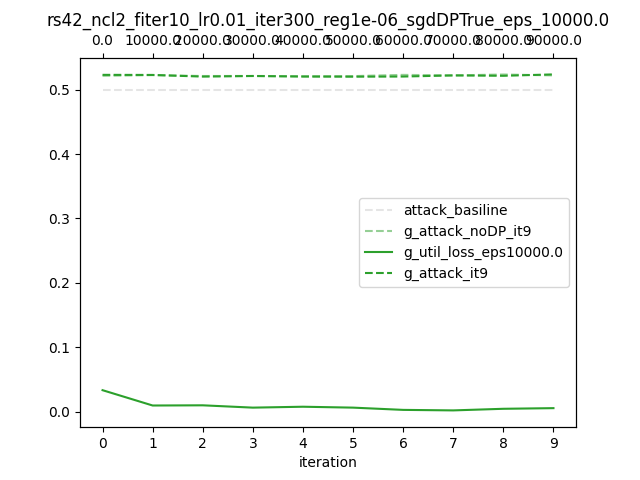 rs42_ncl2_fiter10_lr0.01_iter300_reg1e-06_sgdDPTrue_eps_10000.0
0.0 10000.0 20000.0 30000.0 40000.0 50000.0 60000.0 70000.0 80000.0 90000.0
0.5
0.4
0.3
0.2
0.1
0.0
attack_basiline
g_attack_noDP_it9
g_util_loss_eps10000.0
g_attack_it9
0 1 2 3 4 5 6 7 8 9
iteration